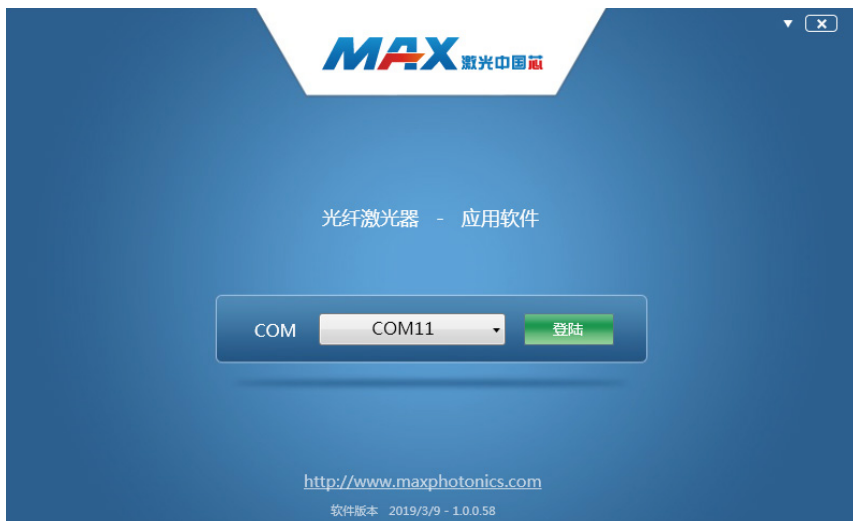 MAX 激光中国芯
光纤激光器 - 应用软件
COM COM11 登陆
http://www.maxphotonics.com
软件版本 2019/3/9 - 1.0.0.58